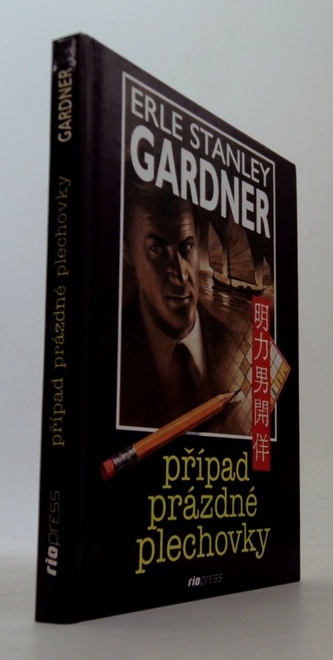 GARDNER
případ prázdné plechovky
riopress
ERLE STANLEY
GARDNER
明力男開佯
případ
prázdné
plechovky
riopress